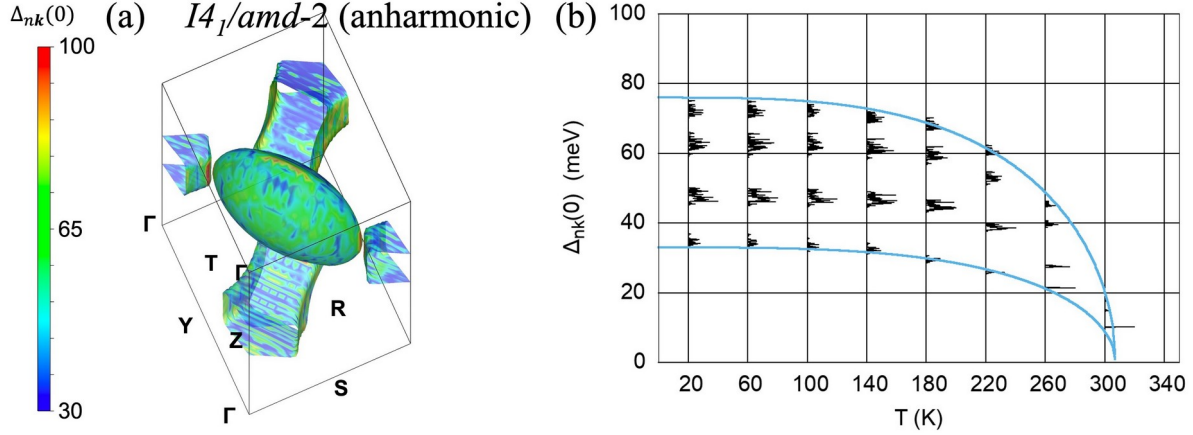 Δnk(0) (a) I4₁/amd-2 (anharmonic)
100
65
30
Γ
T
Γ
R
Y
Z
S
Γ
(b)
100
80
60
40
20
0
Δnk(0) (meV)
20 60 100 140 180 220 260 300 340
T (K)